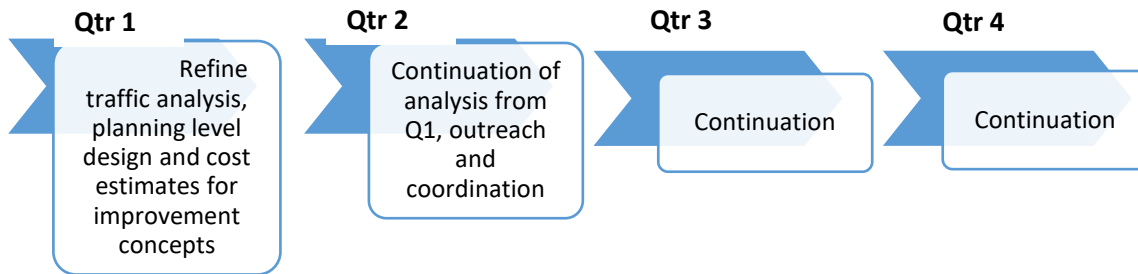 Qtr 1
Refine
traffic analysis,
planning level
design and cost
estimates for
improvement
concepts
Qtr 2
Continuation of
analysis from
Q1, outreach
and
coordination
Qtr 3
Continuation
Qtr 4
Continuation